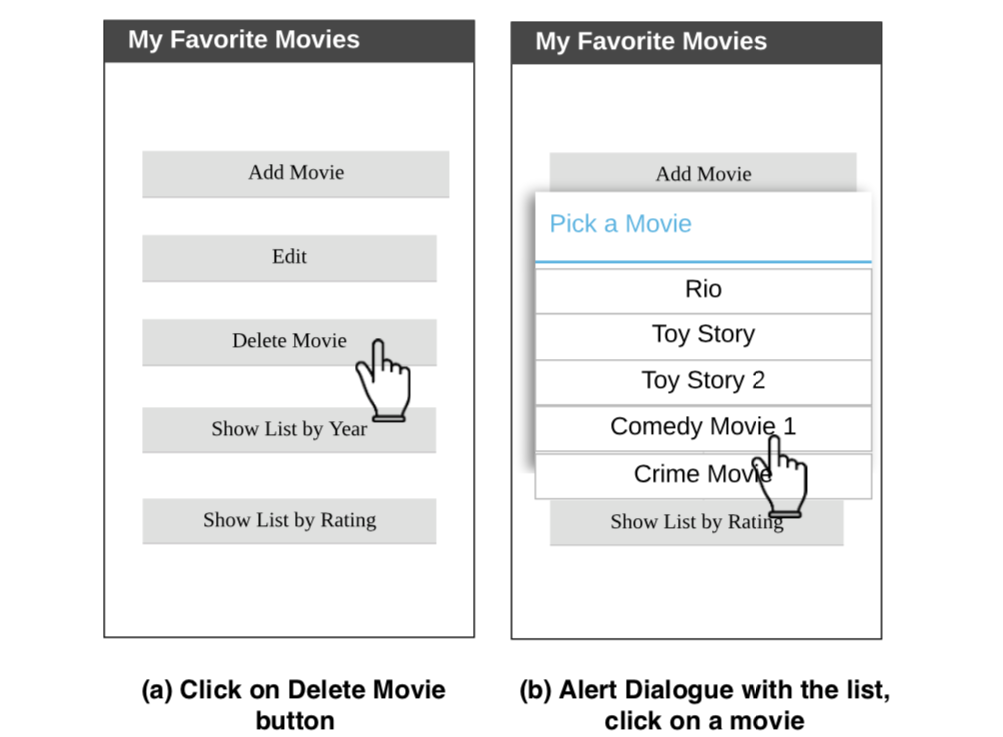 My Favorite Movies
Add Movie
Edit
Delete Movie
Show List by Year
Show List by Rating
(a) Click on Delete Movie
button
My Favorite Movies
Add Movie
Pick a Movie
Rio
Toy Story
Toy Story 2
Comedy Movie 1
Crime Movie
Show List by Rating
(b) Alert Dialogue with the list,
click on a movie